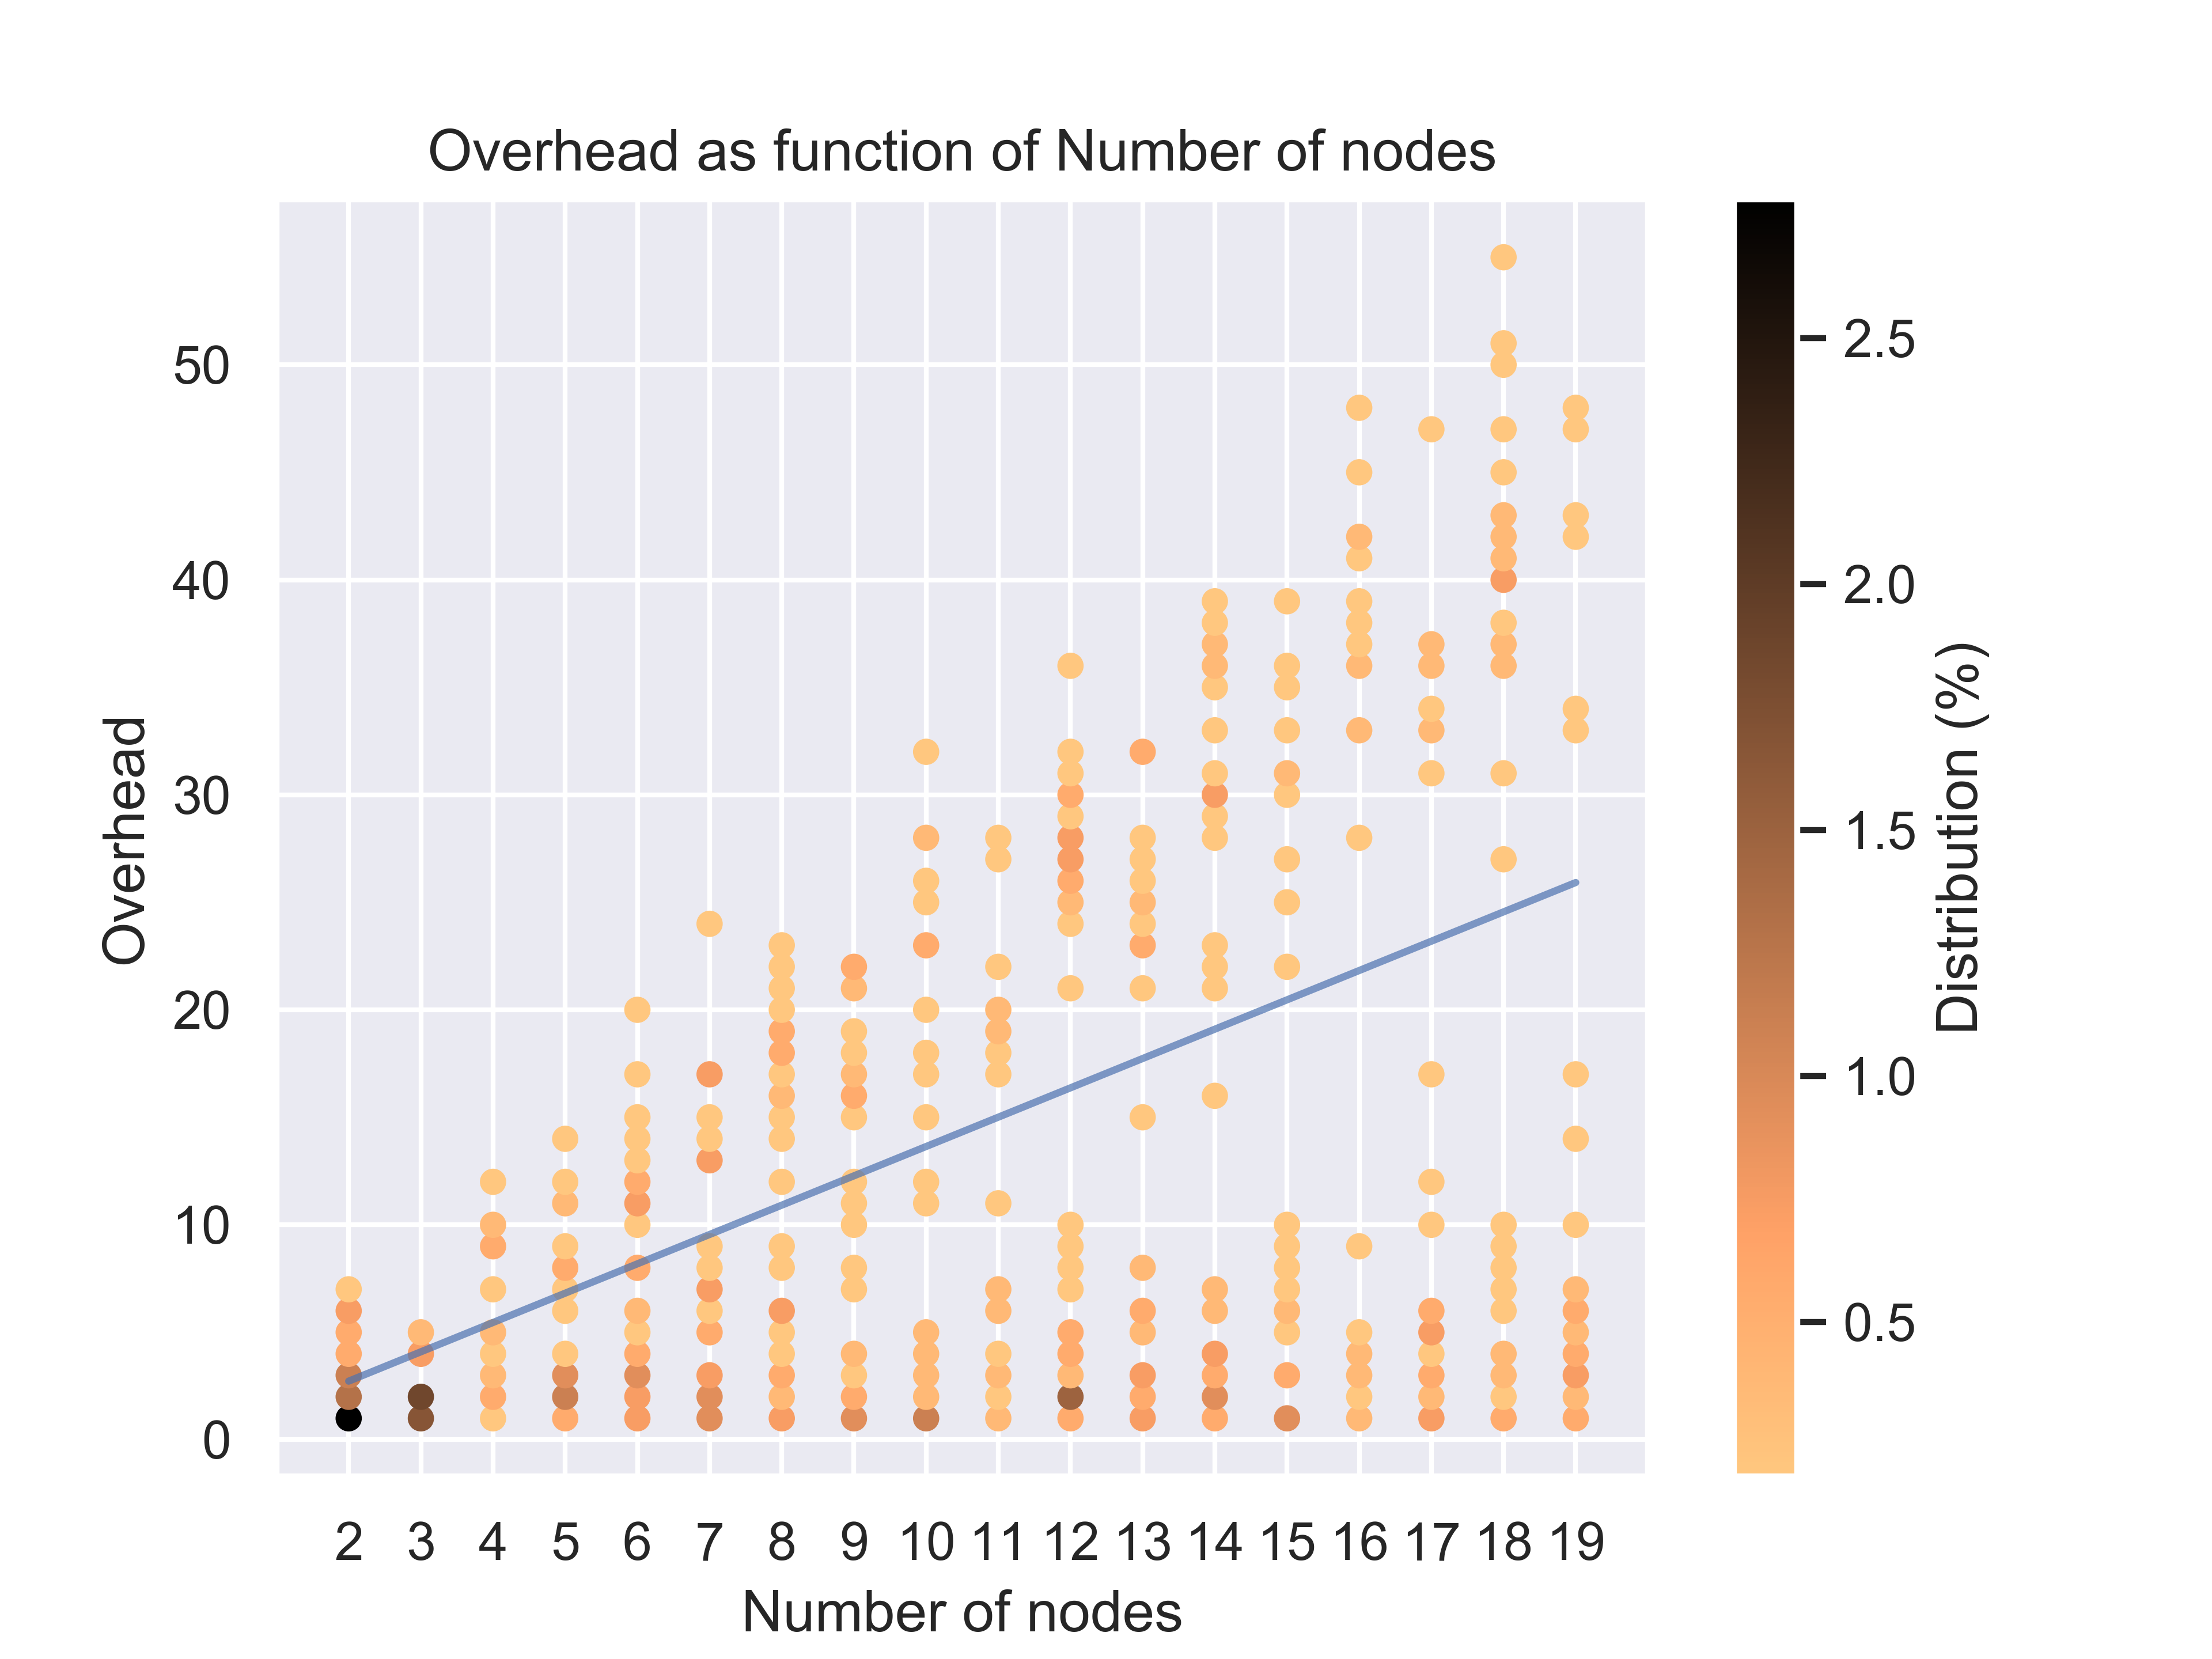 Overhead as function of Number of nodes
Overhead
50
40
30
20
10
0
2 3 4 5 6 7 8 9 10 11 12 13 14 15 16 17 18 19
Number of nodes
2.5
2.0
1.5
1.0
0.5
Distribution (%)